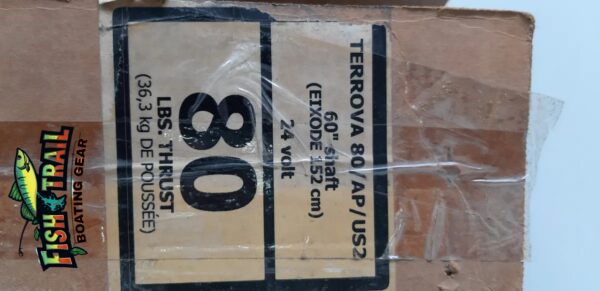 TERROVA 80/AP/US2
60" shaft
(EIXODE 152 cm)
24 volt
80
LBS. THRUST
(36,3 kg DE POUSSÉE)
FISH TRAIL
BOATING GEAR